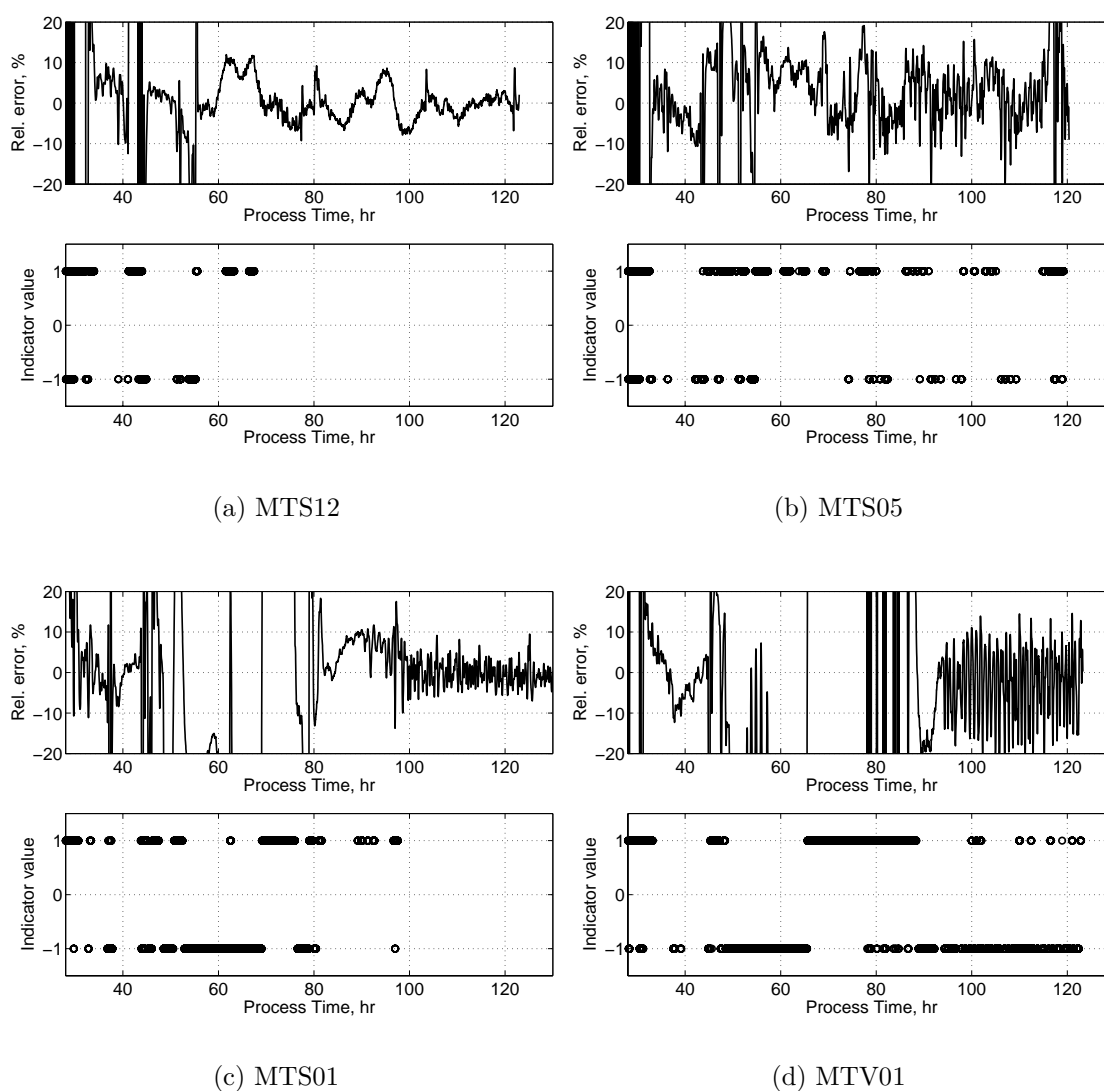 20
10
0
−10
−20
Rel. error, %
40 60 80 100 120
Process Time, hr
1
0
−1
Indicator value
40 60 80 100 120
Process Time, hr
(a) MTS12
20
10
0
−10
−20
Rel. error, %
40 60 80 100 120
Process Time, hr
1
0
−1
Indicator value
40 60 80 100 120
Process Time, hr
(b) MTS05
20
10
0
−10
−20
Rel. error, %
40 60 80 100 120
Process Time, hr
1
0
−1
Indicator value
40 60 80 100 120
Process Time, hr
(c) MTS01
20
10
0
−10
−20
Rel. error, %
40 60 80 100 120
Process Time, hr
1
0
−1
Indicator value
40 60 80 100 120
Process Time, hr
(d) MTV01